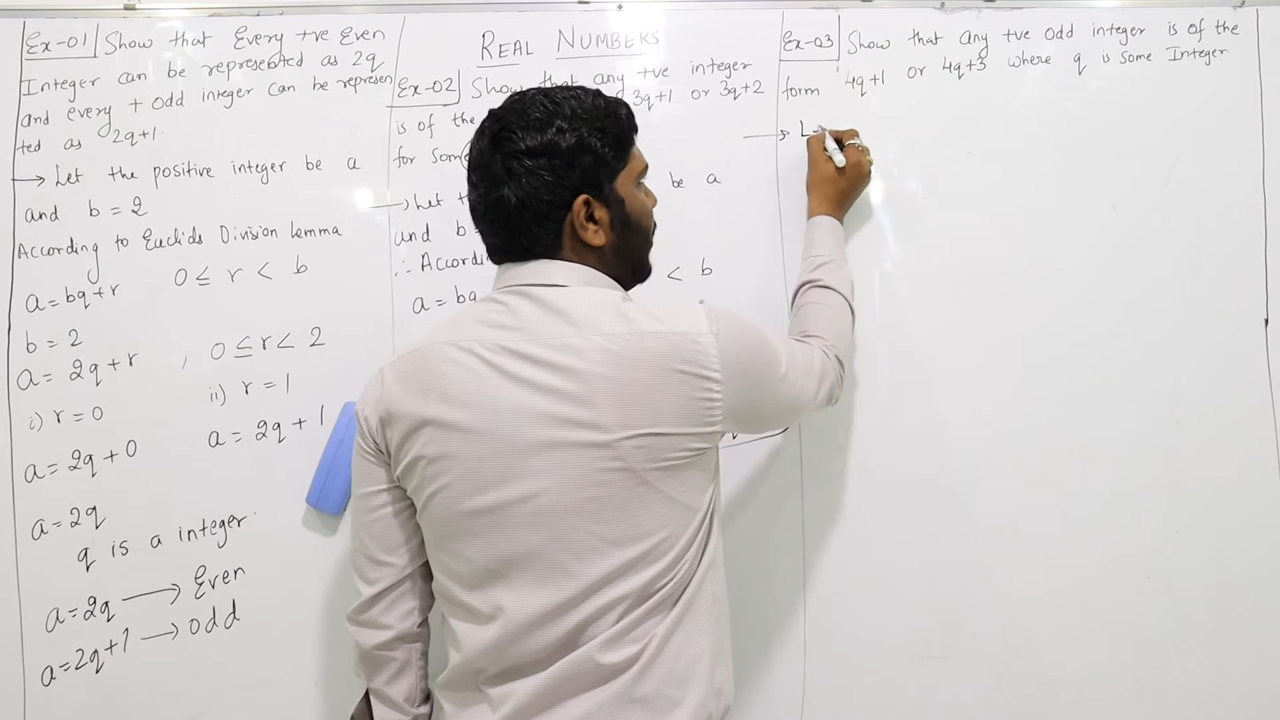 Ex-01 Show that Every +ve Even
Integer can be represented as 2q
and every + odd integer can be represen
ted as 2q+1.
→ Let the positive integer be a
and b = 2
According to Euclids Division Lemma
a = bq+r 0 ≤ r < b
b = 2
a = 2q + r , 0 ≤ r < 2
i) r = 0 ii) r = 1
a = 2q + 0 a = 2q + 1
a = 2q
q is a integer.
a = 2q → Even
a = 2q+1 → odd
REAL NUMBERS
Ex-02 Show that any +ve integer
is of the 3q+1 or 3q+2
for some
→ Let be a
and b
∴
a = bq < b
Ex-03 Show that any +ve odd integer is of the
form 4q+1 or 4q+3 where q is some Integer
→